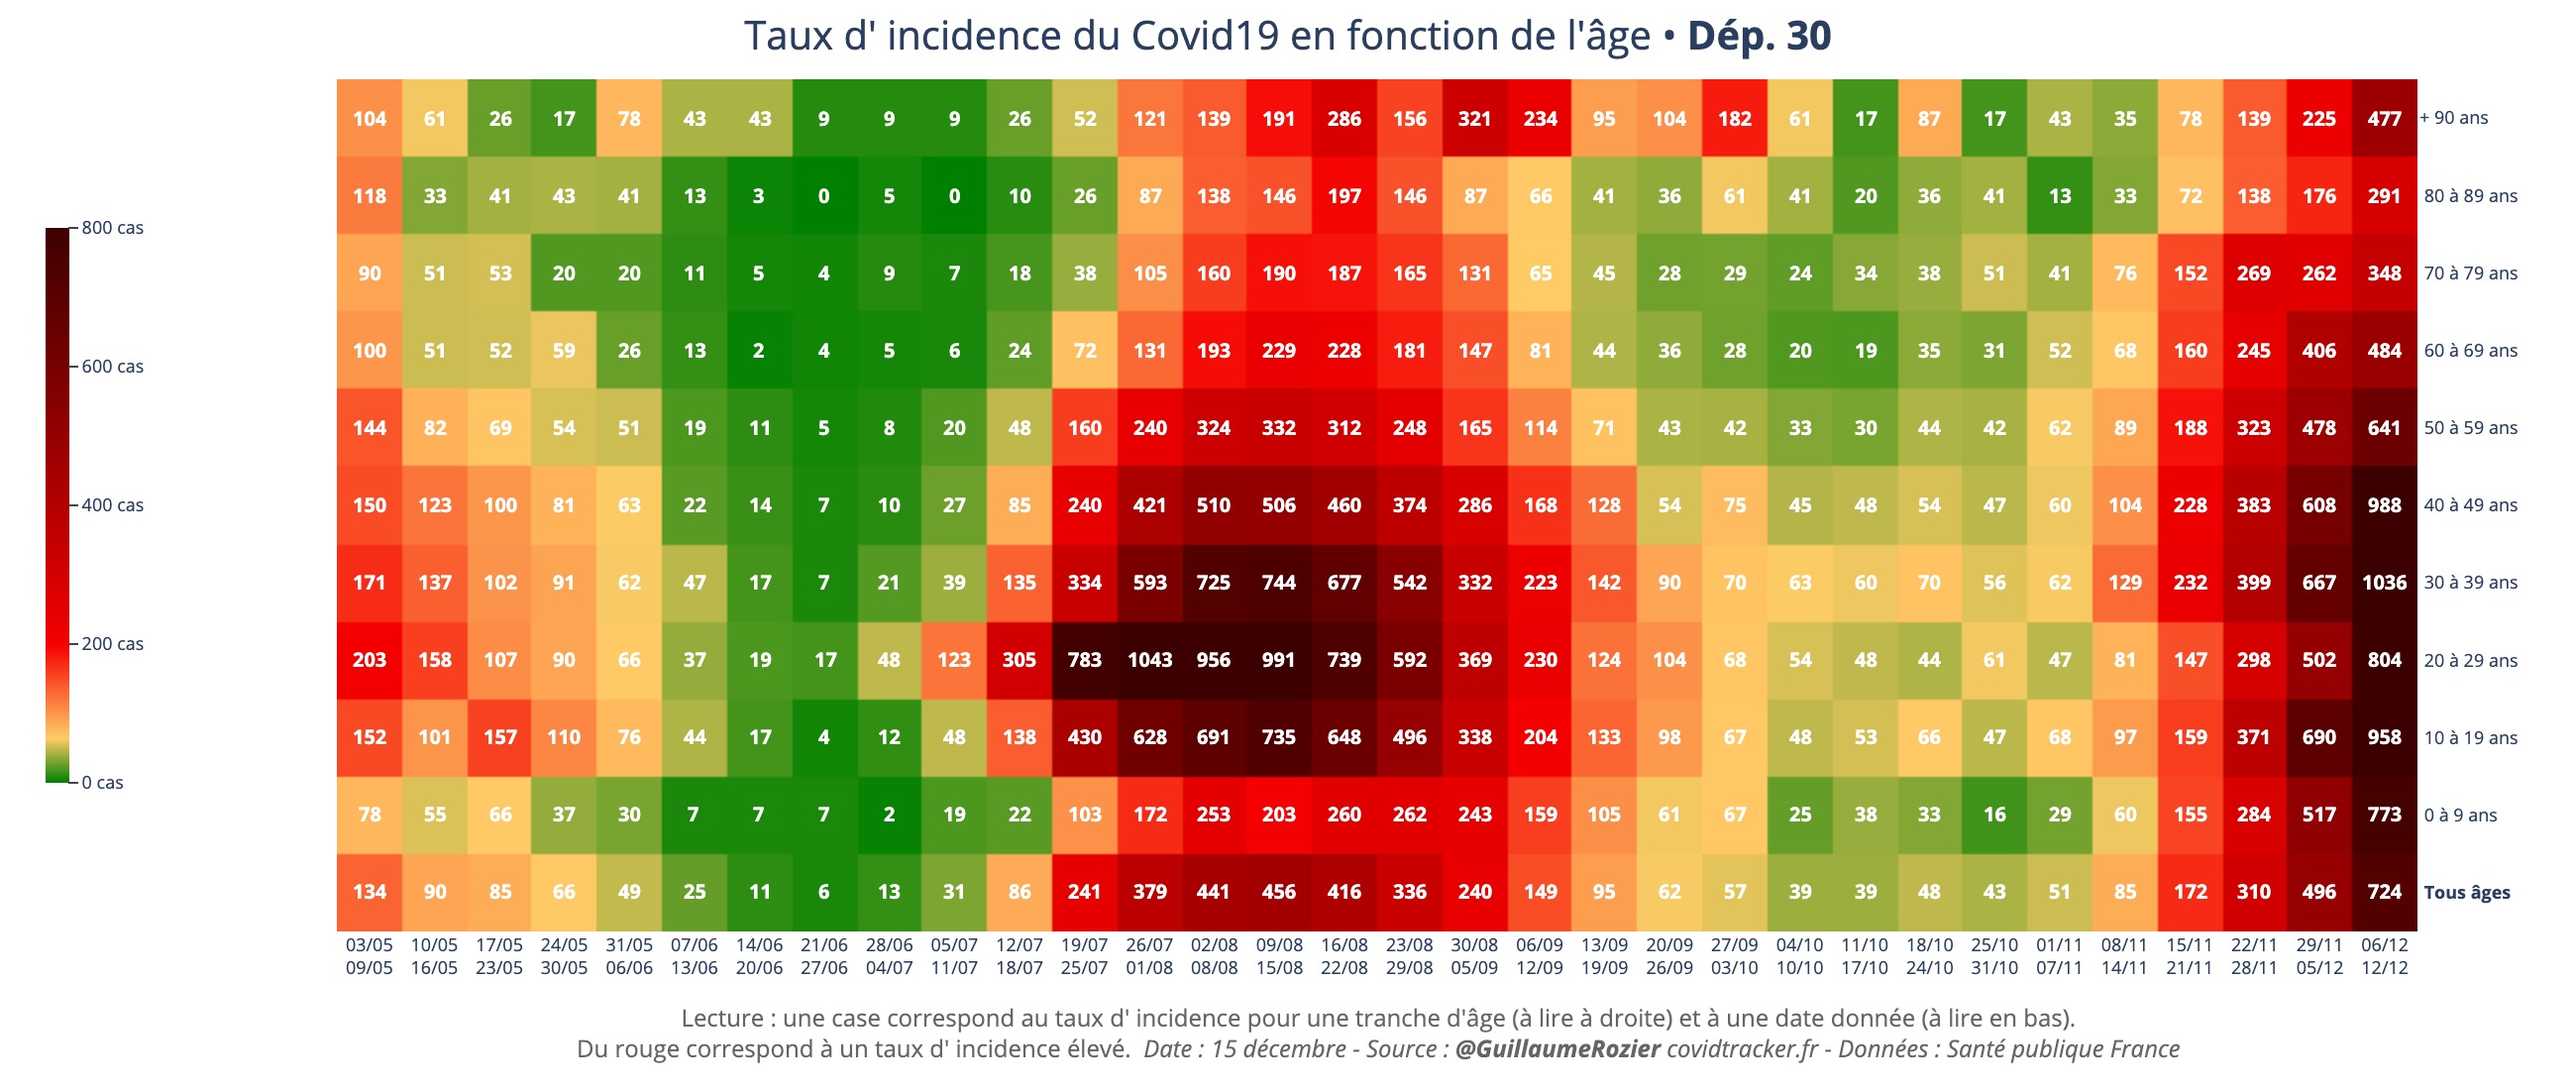 Taux d' incidence du Covid19 en fonction de l'âge • Dép. 30
800 cas
600 cas
400 cas
200 cas
0 cas
104 61 26 17 78 43 43 9 9 9 26 52 121 139 191 286 156 321 234 95 104 182 61 17 87 17 43 35 78 139 225 477 + 90 ans
118 33 41 43 41 13 3 0 5 0 10 26 87 138 146 197 146 87 66 41 36 61 41 20 36 41 13 33 72 138 176 291 80 à 89 ans
90 51 53 20 20 11 5 4 9 7 18 38 105 160 190 187 165 131 65 45 28 29 24 34 38 51 41 76 152 269 262 348 70 à 79 ans
100 51 52 59 26 13 2 4 5 6 24 72 131 193 229 228 181 147 81 44 36 28 20 19 35 31 52 68 160 245 406 484 60 à 69 ans
144 82 69 54 51 19 11 5 8 20 48 160 240 324 332 312 248 165 114 71 43 42 33 30 44 42 62 89 188 323 478 641 50 à 59 ans
150 123 100 81 63 22 14 7 10 27 85 240 421 510 506 460 374 286 168 128 54 75 45 48 54 47 60 104 228 383 608 988 40 à 49 ans
171 137 102 91 62 47 17 7 21 39 135 334 593 725 744 677 542 332 223 142 90 70 63 60 70 56 62 129 232 399 667 1036 30 à 39 ans
203 158 107 90 66 37 19 17 48 123 305 783 1043 956 991 739 592 369 230 124 104 68 54 48 44 61 47 81 147 298 502 804 20 à 29 ans
152 101 157 110 76 44 17 4 12 48 138 430 628 691 735 648 496 338 204 133 98 67 48 53 66 47 68 97 159 371 690 958 10 à 19 ans
78 55 66 37 30 7 7 7 2 19 22 103 172 253 203 260 262 243 159 105 61 67 25 38 33 16 29 60 155 284 517 773 0 à 9 ans
134 90 85 66 49 25 11 6 13 31 86 241 379 441 456 416 336 240 149 95 62 57 39 39 48 43 51 85 172 310 496 724 Tous âges
03/05 10/05 17/05 24/05 31/05 07/06 14/06 21/06 28/06 05/07 12/07 19/07 26/07 02/08 09/08 16/08 23/08 30/08 06/09 13/09 20/09 27/09 04/10 11/10 18/10 25/10 01/11 08/11 15/11 22/11 29/11 06/12
09/05 16/05 23/05 30/05 06/06 13/06 20/06 27/06 04/07 11/07 18/07 25/07 01/08 08/08 15/08 22/08 29/08 05/09 12/09 19/09 26/09 03/10 10/10 17/10 24/10 31/10 07/11 14/11 21/11 28/11 05/12 12/12
Lecture : une case correspond au taux d' incidence pour une tranche d'âge (à lire à droite) et à une date donnée (à lire en bas).
Du rouge correspond à un taux d' incidence élevé. Date : 15 décembre - Source : @GuillaumeRozier covidtracker.fr - Données : Santé publique France